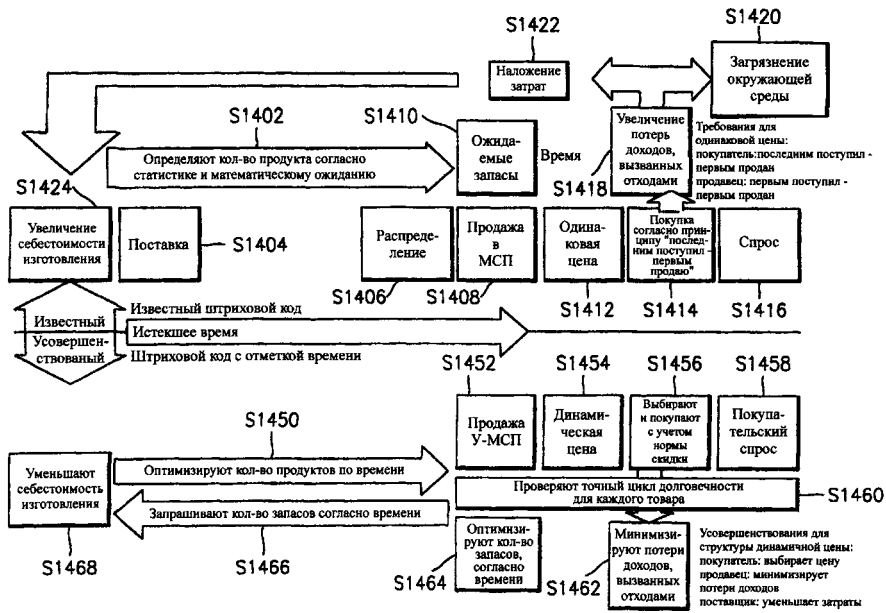 S1420
S1422
Наложение
затрат
Загрязнение
окружающей
среды
S1402
S1410
Определяют кол-во продукта согласно
статистике и математическому ожиданию
Ожида-
емые
запасы
Время
S1418
Увеличение
потерь
доходов,
вызванных
отходами
Требования для
одинаковой цены:
покупатель:последним поступил -
первым продан
продавец: первым поступил -
первым продан
S1424
Увеличение
себестоимости
изготовления
Поставка
S1404
Распреде-
ление
S1406
Продажа
в
МСП
S1408
Одина-
ковая
цена
S1412
Покупка
согласно прин-
ципу "послед-
ним поступил -
первым
продаю"
S1414
Спрос
S1416
Известный
Усовершен-
ствованый
Известный штриховой код
Истекшее время
Штриховой код с отметкой времени
S1452
S1454
S1456
S1458
Продажа
У-МСП
Динами-
ческая
цена
Выбирают
и покупают
с учетом
нормы
скидки
Покупа-
тельский
спрос
S1450
Оптимизируют кол-во продуктов по времени
Уменьшают
себестоимость
изготовления
S1468
Запрашивают кол-во запасов согласно времени
S1466
Проверяют точный цикл долговечности
для каждого товара
S1460
Оптимизи-
руют кол-во
запасов,
согласно
времени
S1464
Минимизи-
руют потери
доходов,
вызванных
отходами
S1462
Усовершенствования для
структуры динамичной цены:
покупатель: выбирает цену
продавец: минимизирует
потери доходов
поставщик: уменьшает затраты